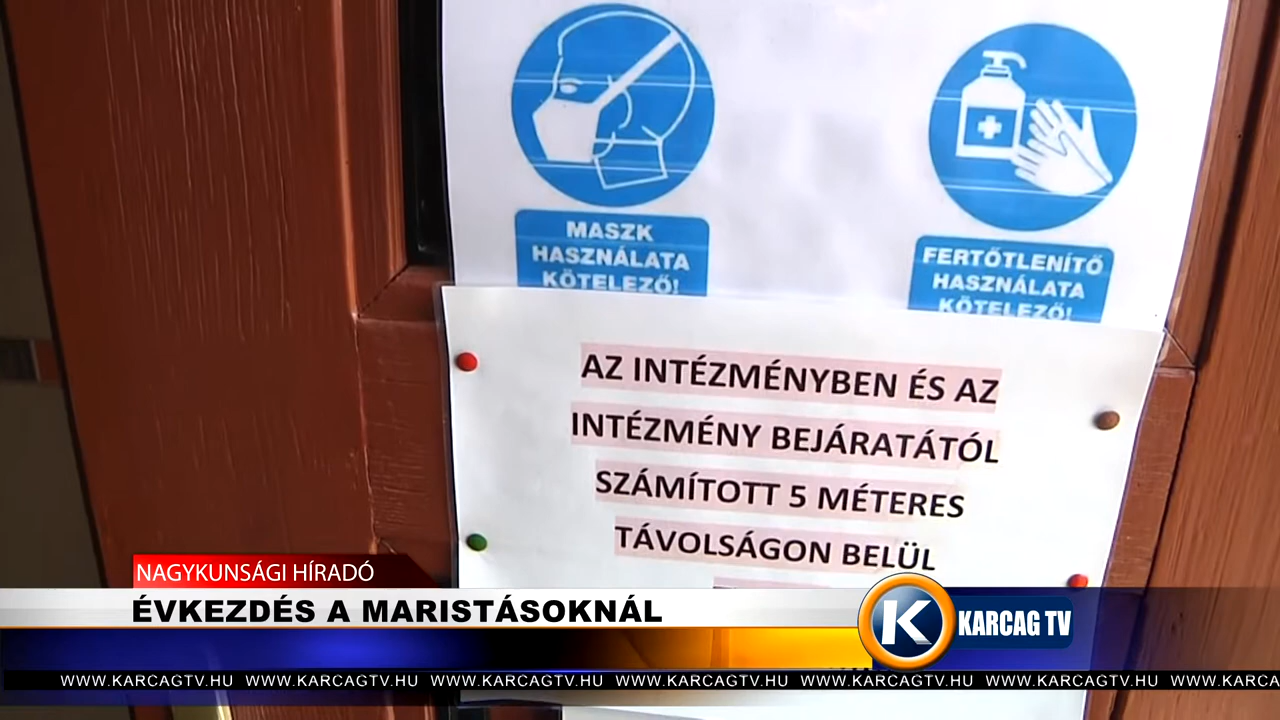 MASZK
HASZNÁLATA
KÖTELEZŐ!
FERTŐTLENÍTŐ
HASZNÁLATA
KÖTELEZŐ!
AZ INTÉZMÉNYBEN ÉS AZ
INTÉZMÉNY BEJÁRATÁTÓL
SZÁMÍTOTT 5 MÉTERES
TÁVOLSÁGON BELÜL
NAGYKUNSÁGI HÍRADÓ
ÉVKEZDÉS A MARISTÁSOKNÁL
K KARCAG TV
WWW.KARCAGTV.HU WWW.KARCAGTV.HU WWW.KARCAGTV.HU WWW.KARCAGTV.HU WWW.KARCAGTV.HU WWW.KARCAGTV.HU WWW.KARCAG